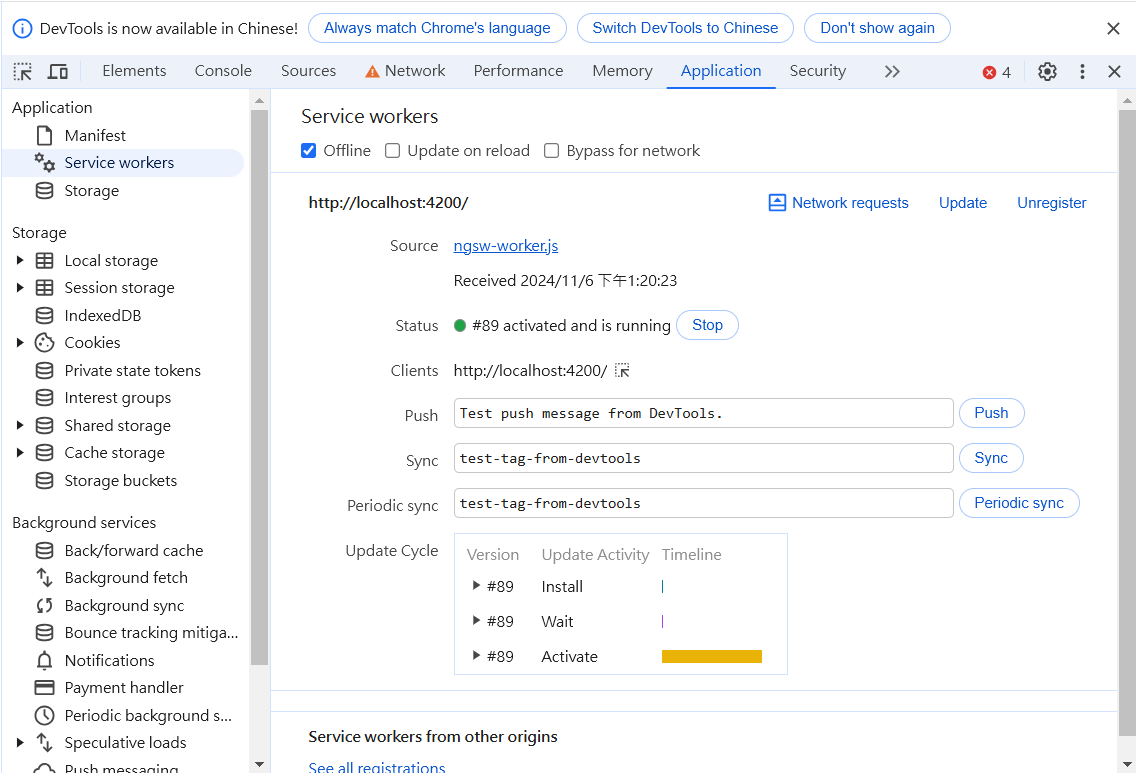 DevTools is now available in Chinese! Always match Chrome's language Switch DevTools to Chinese Don't show again
Elements Console Sources Network Performance Memory Application Security 4
Application
Manifest
Service workers
Storage
Storage
Local storage
Session storage
IndexedDB
Cookies
Private state tokens
Interest groups
Shared storage
Cache storage
Storage buckets
Background services
Back/forward cache
Background fetch
Background sync
Bounce tracking mitiga...
Notifications
Payment handler
Periodic background s...
Speculative loads
Push messaging
Service workers
Offline Update on reload Bypass for network
http://localhost:4200/ Network requests Update Unregister
Source ngsw-worker.js
Received 2024/11/6 下午1:20:23
Status #89 activated and is running Stop
Clients http://localhost:4200/
Push Test push message from DevTools. Push
Sync test-tag-from-devtools Sync
Periodic sync test-tag-from-devtools Periodic sync
Update Cycle Version Update Activity Timeline
#89 Install
#89 Wait
#89 Activate
Service workers from other origins
See all registrations